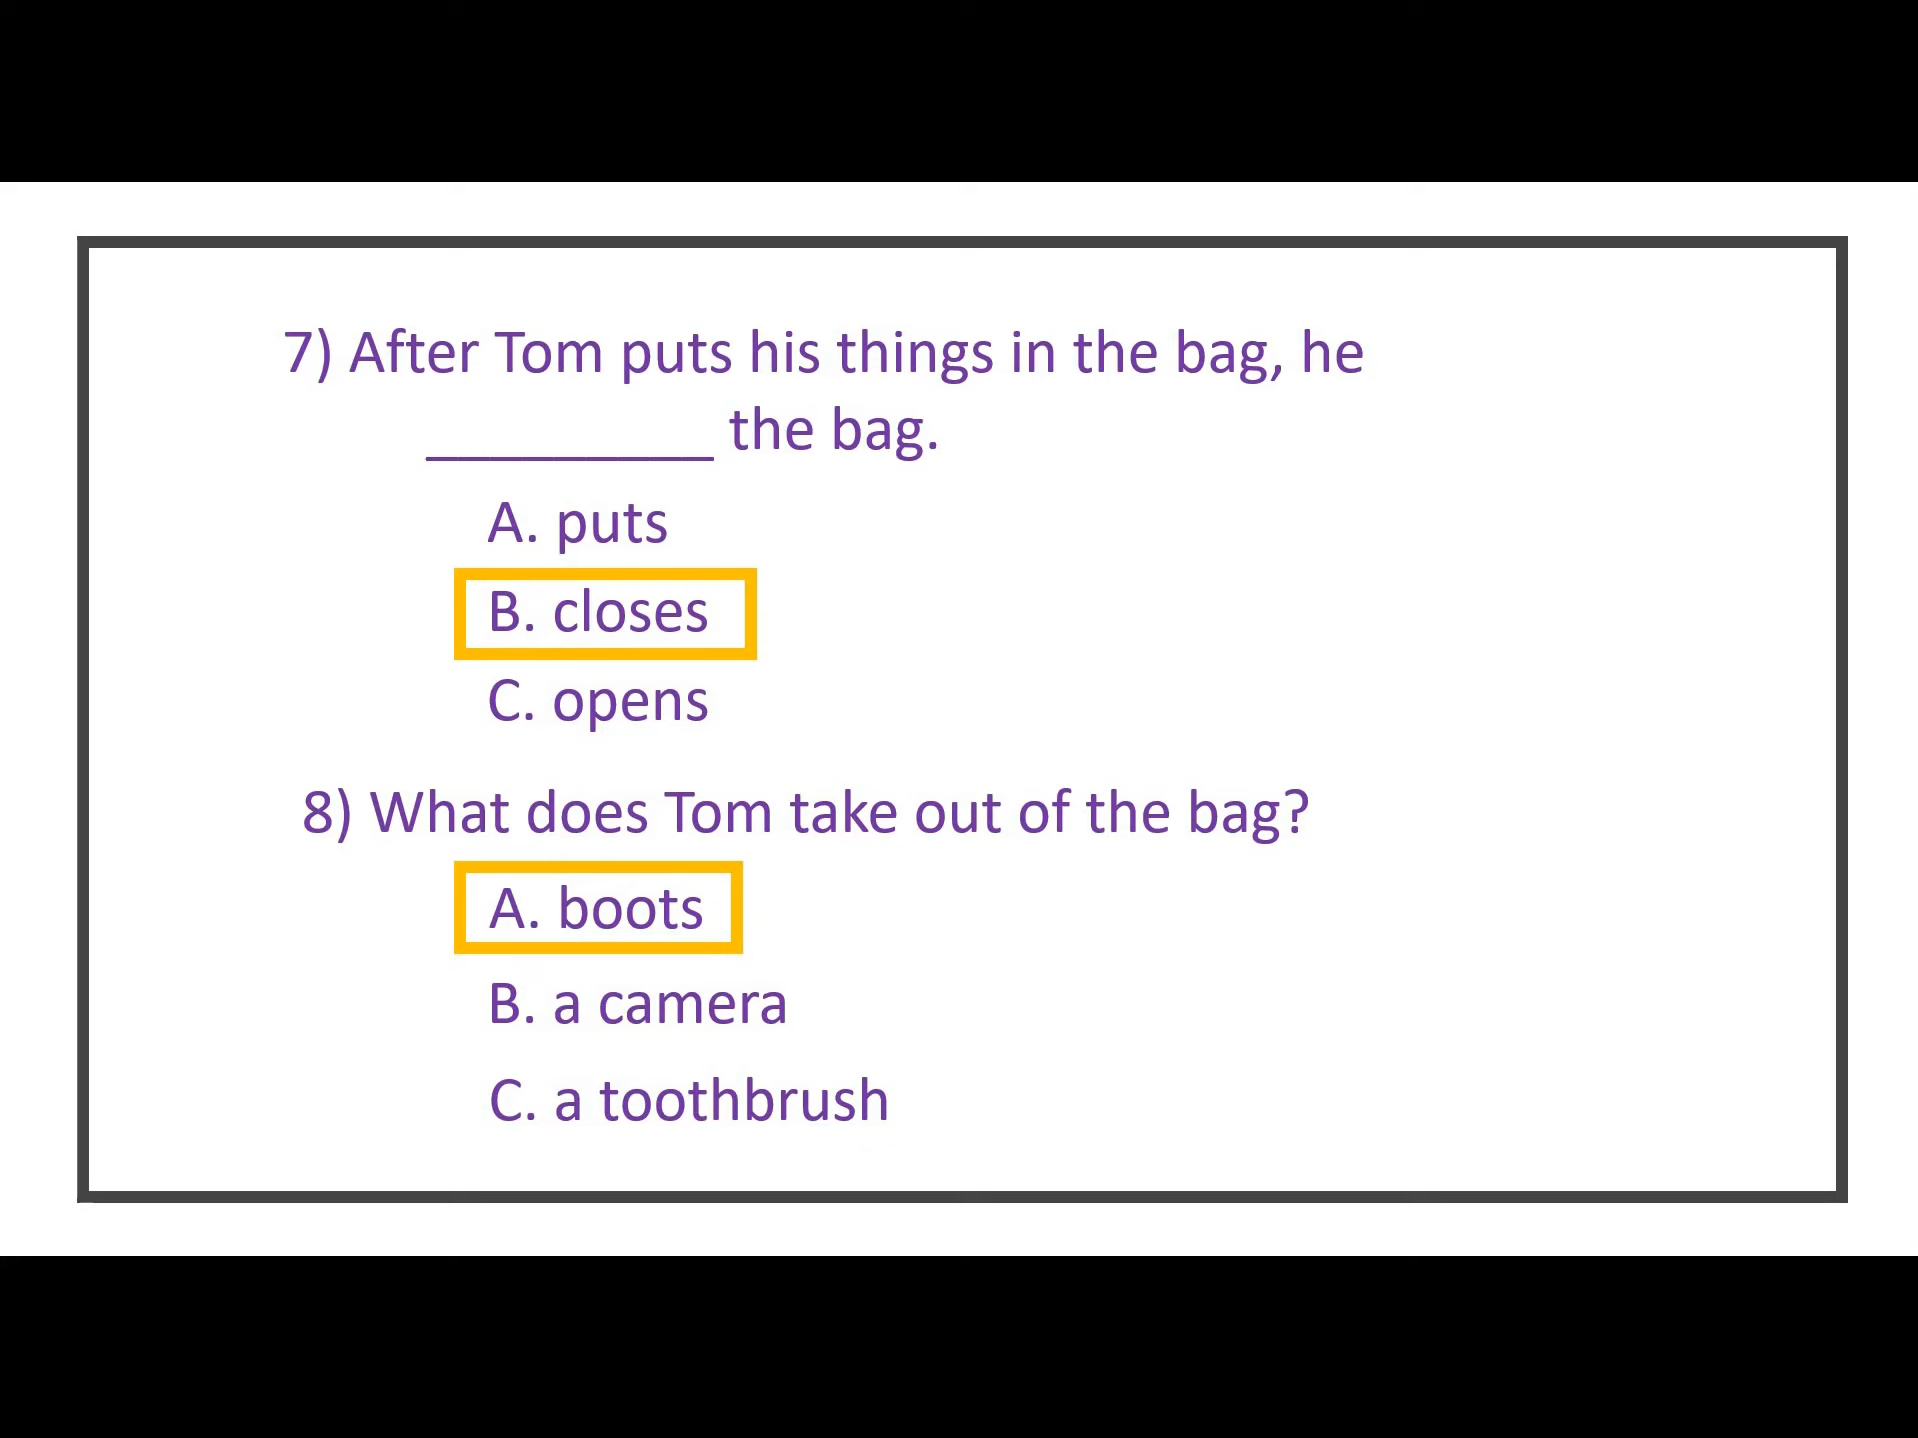 7) After Tom puts his things in the bag, he
_________ the bag.
A. puts
B. closes
C. opens
8) What does Tom take out of the bag?
A. boots
B. a camera
C. a toothbrush